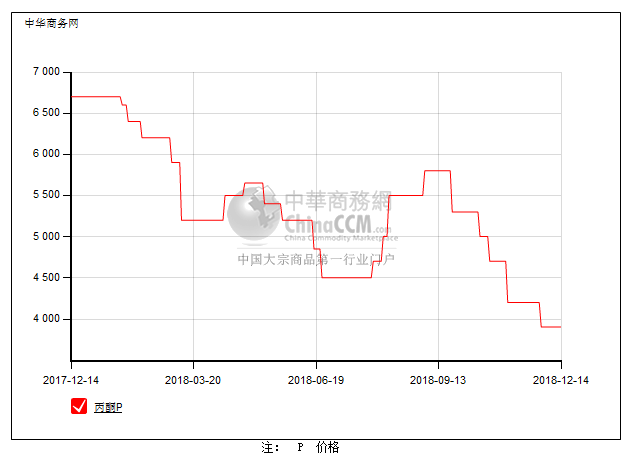 中华商务网
7 000
6 500
6 000
5 500
5 000
4 500
4 000
中華商務網
ChinaCCM.com
China Commodity Marketplace
中国大宗商品第一行业门户
2017-12-14 2018-03-20 2018-06-19 2018-09-13 2018-12-14
丙酮P
注： P 价格